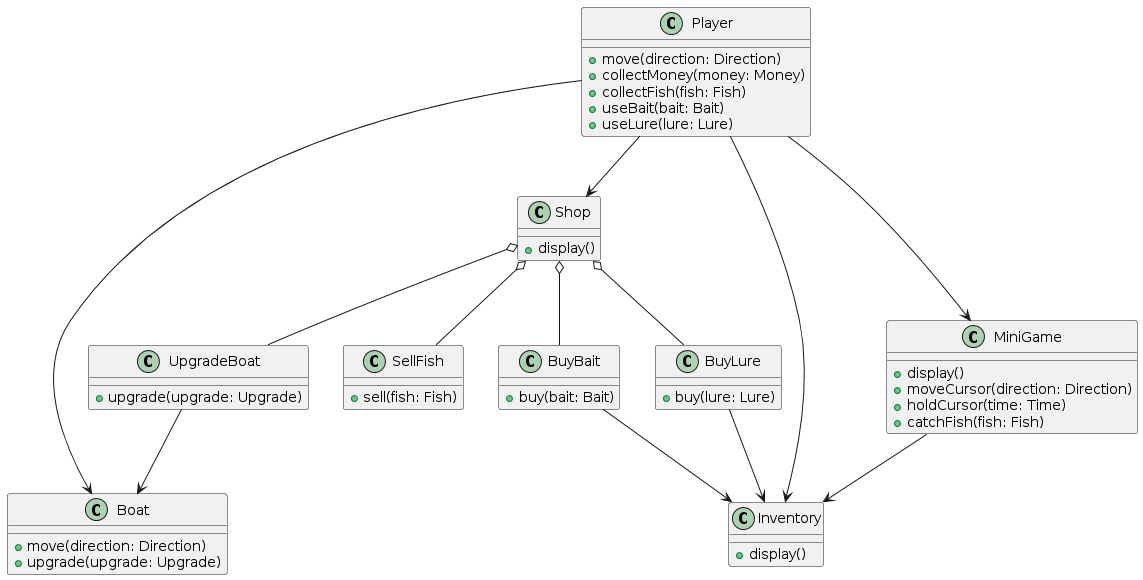 C Player
move(direction: Direction)
collectMoney(money: Money)
collectFish(fish: Fish)
useBait(bait: Bait)
useLure(lure: Lure)
C Shop
display()
C UpgradeBoat
upgrade(upgrade: Upgrade)
C SellFish
sell(fish: Fish)
C BuyBait
buy(bait: Bait)
C BuyLure
buy(lure: Lure)
C MiniGame
display()
moveCursor(direction: Direction)
holdCursor(time: Time)
catchFish(fish: Fish)
C Boat
move(direction: Direction)
upgrade(upgrade: Upgrade)
C Inventory
display()